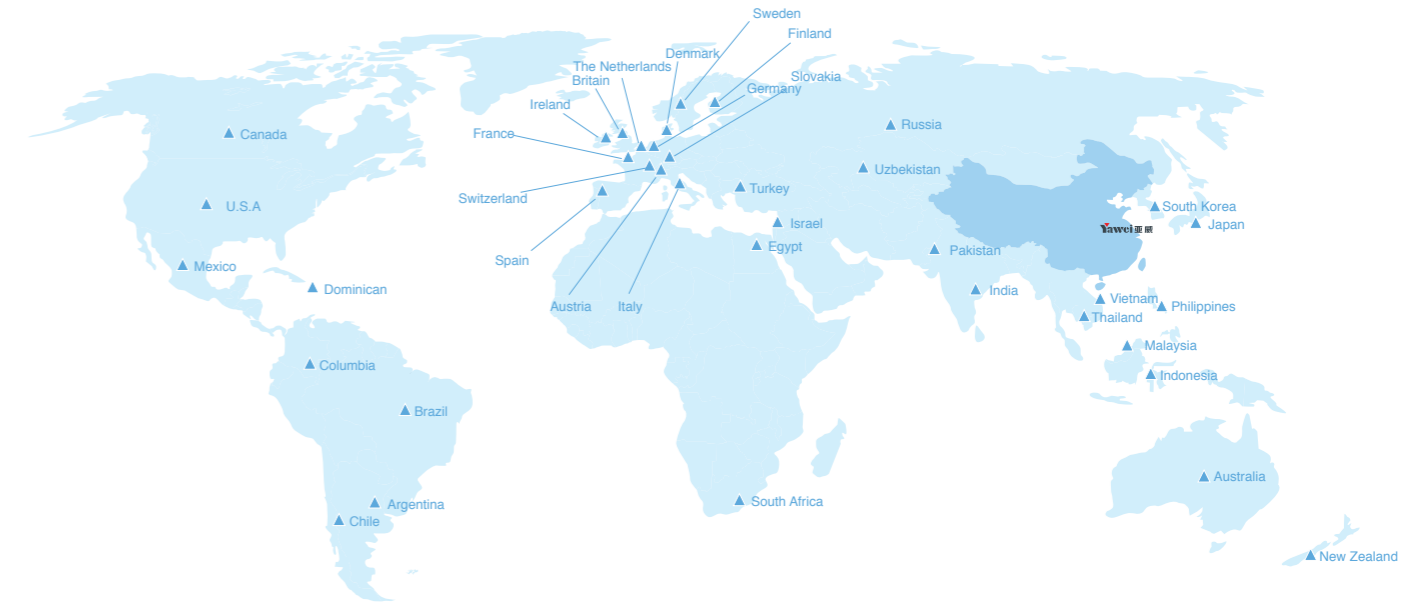 Sweden
Finland
Denmark
The Netherlands
Britain
Slovakia
Germany
Ireland
Canada
France
Russia
Uzbekistan
Switzerland
Turkey
U.S.A
South Korea
Israel
Japan
Yawei 亚威
Egypt
Pakistan
Spain
Mexico
Dominican
India
Vietnam
Austria
Italy
Philippines
Thailand
Malaysia
Columbia
Indonesia
Brazil
Australia
South Africa
Argentina
Chile
New Zealand